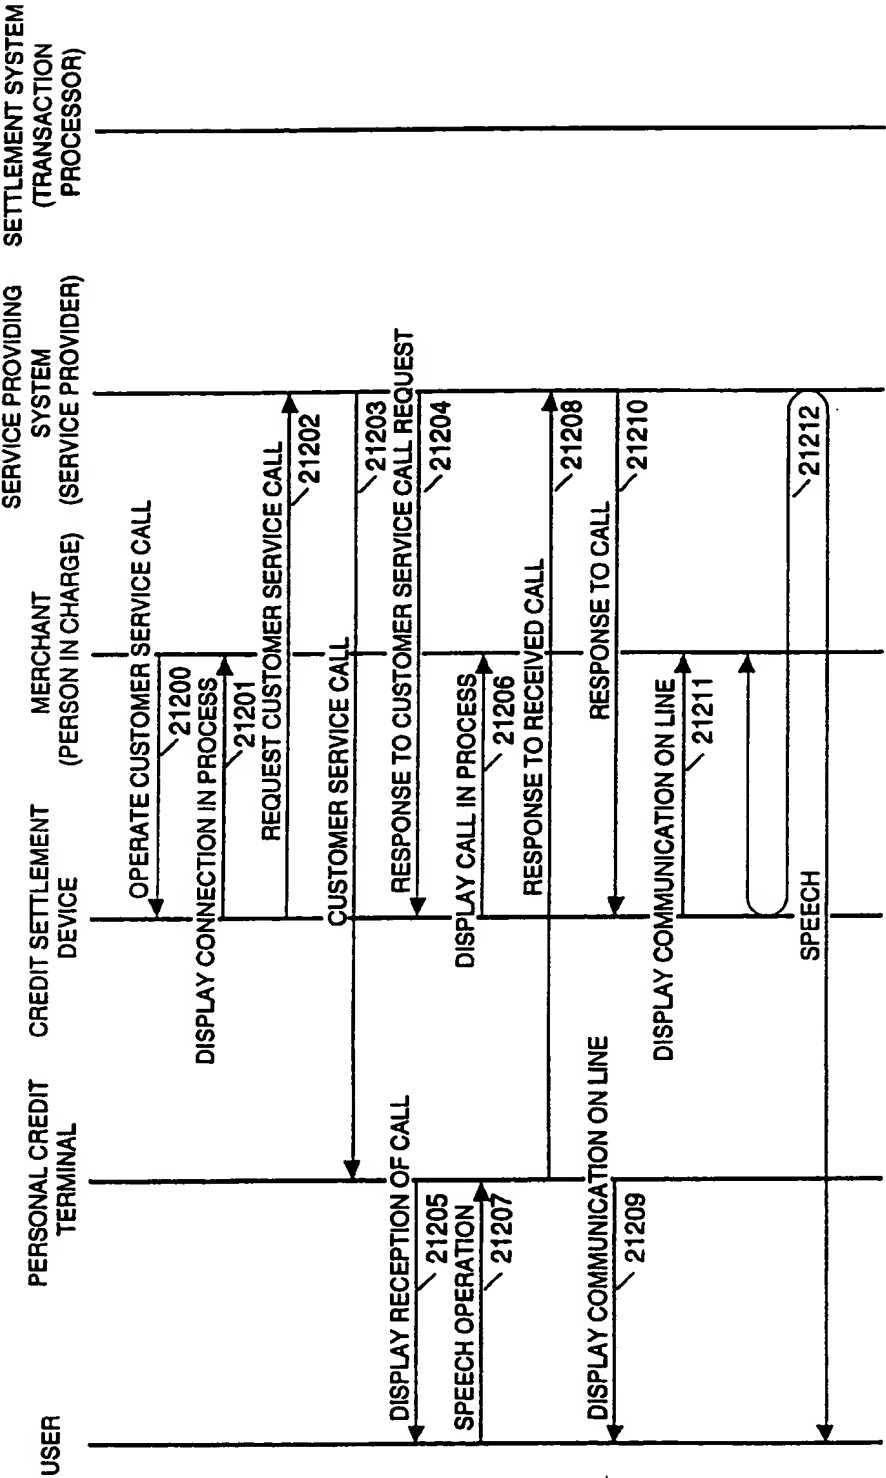 USER
PERSONAL CREDIT
TERMINAL
CREDIT SETTLEMENT
DEVICE
MERCHANT
(PERSON IN CHARGE)
SERVICE PROVIDING
SYSTEM
(SERVICE PROVIDER)
SETTLEMENT SYSTEM
(TRANSACTION
PROCESSOR)
OPERATE CUSTOMER SERVICE CALL
21200
DISPLAY CONNECTION IN PROCESS
21201
REQUEST CUSTOMER SERVICE CALL
21202
CUSTOMER SERVICE CALL
21203
RESPONSE TO CUSTOMER SERVICE CALL REQUEST
21204
DISPLAY RECEPTION OF CALL
21205
DISPLAY CALL IN PROCESS
21206
SPEECH OPERATION
21207
RESPONSE TO RECEIVED CALL
21208
DISPLAY COMMUNICATION ON LINE
21209
RESPONSE TO CALL
21210
DISPLAY COMMUNICATION ON LINE
21211
SPEECH
21212